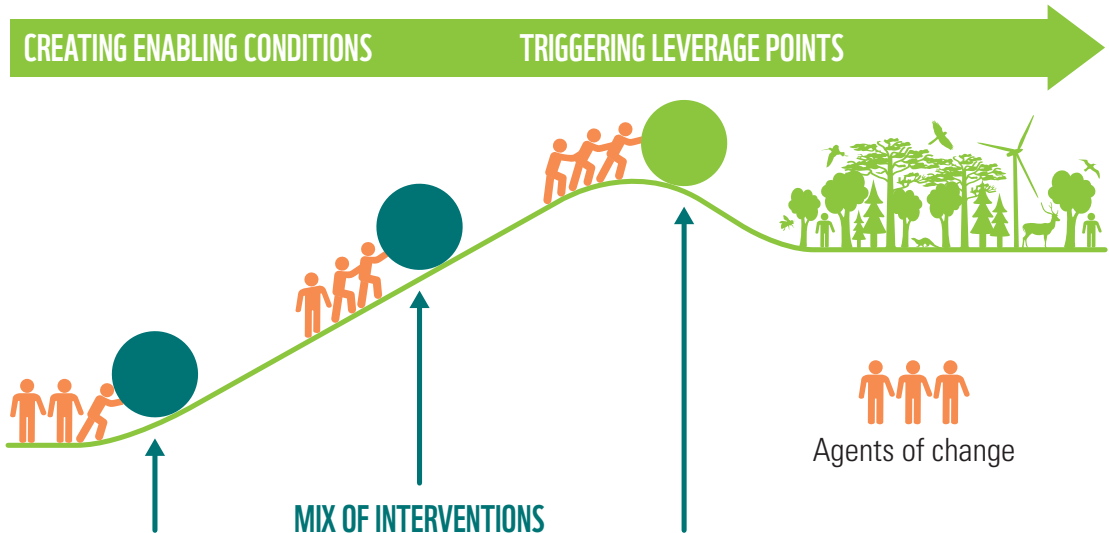 CREATING ENABLING CONDITIONS
TRIGGERING LEVERAGE POINTS
Agents of change
MIX OF INTERVENTIONS